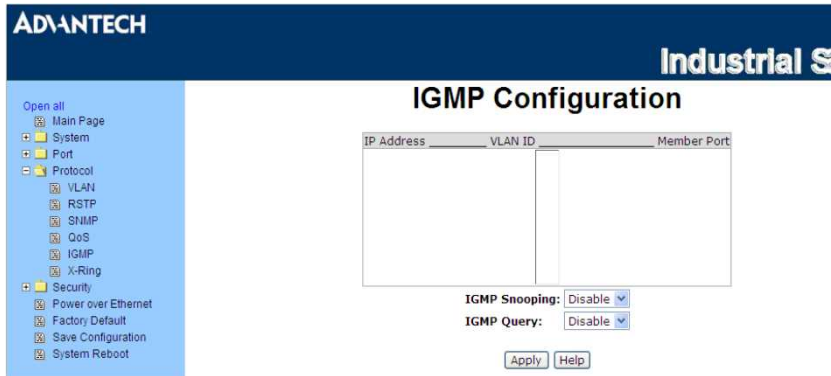 ADVANTECH
Industrial
IGMP Configuration
Open all
Main Page
System
Port
Protocol
VLAN
RSTP
SNMP
QoS
IGMP
X-Ring
Security
Power over Ethernet
Factory Default
Save Configuration
System Reboot
IP Address ________ VLAN ID ________________ Member Port
IGMP Snooping: Disable
IGMP Query: Disable
Apply Help